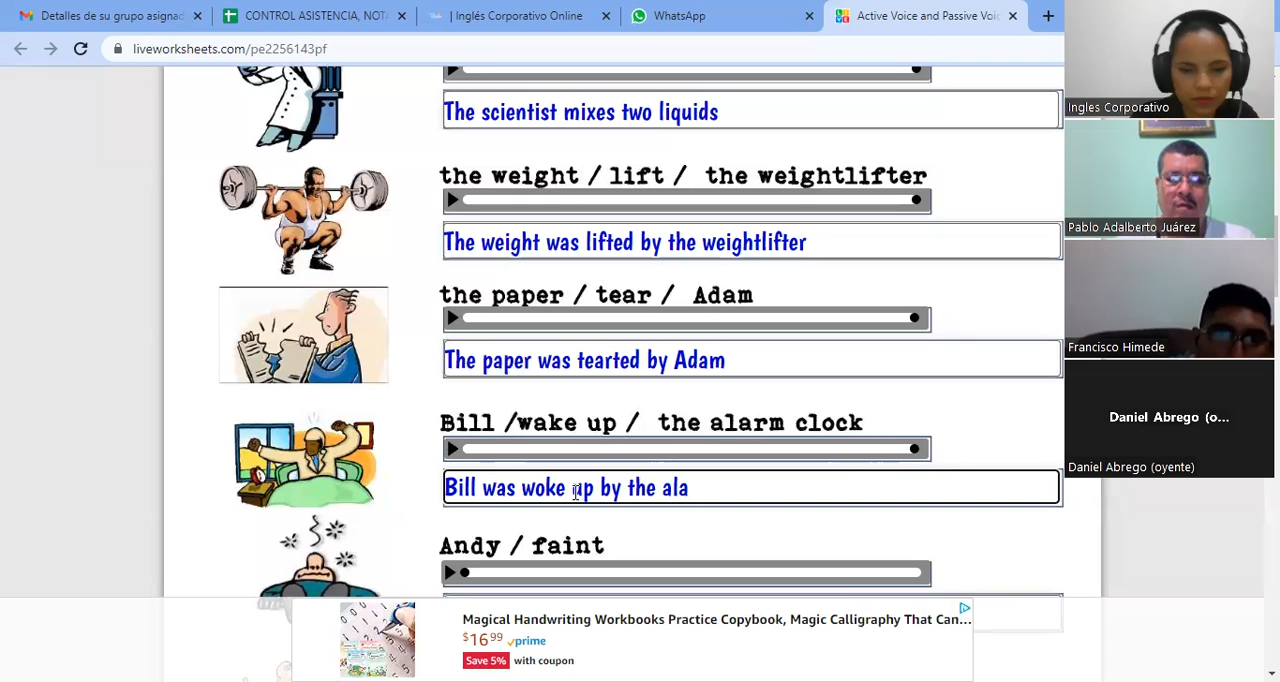 Detalles de su grupo asignad
CONTROL ASISTENCIA, NOTA
| Inglés Corporativo Online
WhatsApp
Active Voice and Passive Voic
liveworksheets.com/pe2256143pf
The scientist mixes two liquids
the weight / lift / the weightlifter
The weight was lifted by the weightlifter
the paper / tear / Adam
The paper was tearted by Adam
Bill /wake up / the alarm clock
Bill was woke up by the ala
Andy / faint
Magical Handwriting Workbooks Practice Copybook, Magic Calligraphy That Can...
$16 99 prime
Save 5% with coupon
Ingles Corporativo
Pablo Adalberto Juárez
Francisco Himede
Daniel Abrego (o...
Daniel Abrego (oyente)